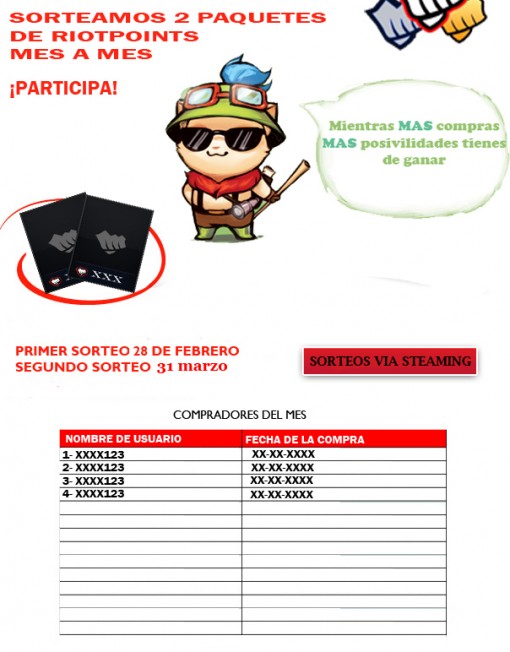 SORTEAMOS 2 PAQUETES
DE RIOTPOINTS
MES A MES
¡PARTICIPA!
Mientras MAS compras
MAS posivilidades tienes
de ganar
XXX
PRIMER SORTEO 28 DE FEBRERO
SEGUNDO SORTEO 31 marzo
SORTEOS VIA STEAMING
COMPRADORES DEL MES
NOMBRE DE USUARIO FECHA DE LA COMPRA
1- XXXX123 XX-XX-XXXX
2- XXXX123 XX-XX-XXXX
3- XXXX123 XX-XX-XXXX
4- XXXX123 XX-XX-XXXX